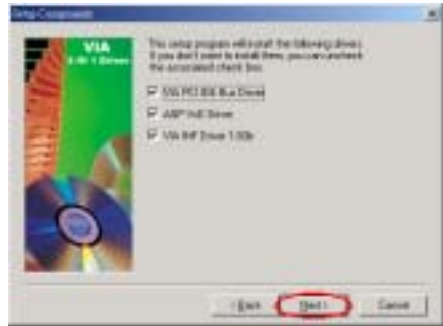 Setup Components
VIA
4-IN-1 Driver
This setup program will install the following drivers.
If you don't want to install them, you can uncheck
the associated check box.
VIA PCI IDE Bus Driver
AGP VxD Driver
VIA INF Driver 1.00b
< Back
Next >
Cancel